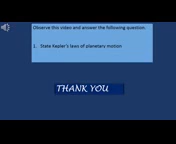 Observe this video and answer the following question.
1. State Kepler's laws of planetary motion
THANK YOU